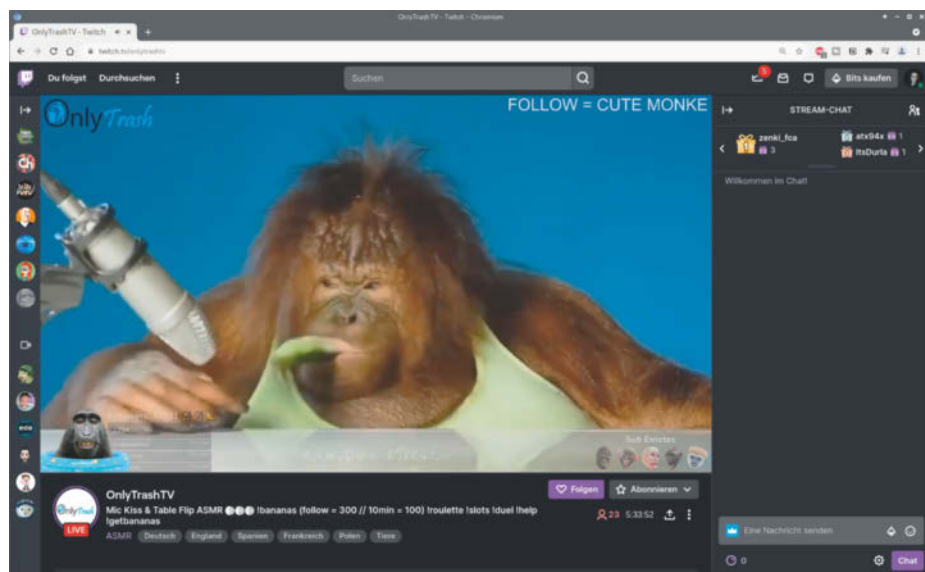 OnlyTrashTV - Twitch - Chromium
OnlyTrashTV - Twitch
Du folgst Durchsuchen
Suchen
5
Bits kaufen
OnlyTrash
FOLLOW = CUTE MONKE
STREAM-CHAT
zenki_fca
3
atx94x 1
ItsDurla 1
Willkommen im Chat!
Sub Emotes
OnlyTrash
LIVE
OnlyTrashTV
Mic Kiss & Table Flip ASMR !bananas (follow = 300 // 10min = 100) !roulette !slots !duel !help
!getbananas
ASMR Deutsch England Spanien Frankreich Polen Tiere
Folgen
Abonnieren
23 5:33:52
Eine Nachricht senden
0
Chat